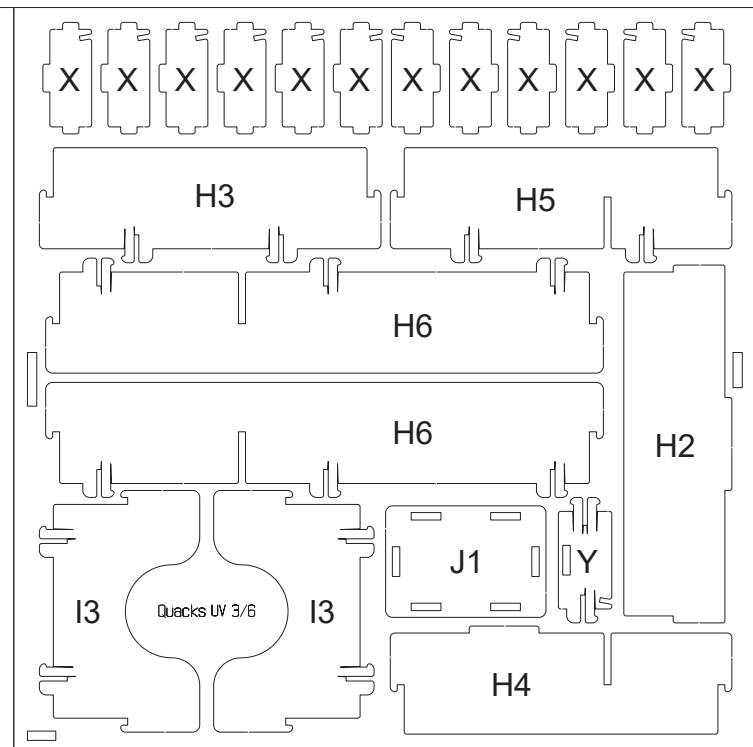 X X X X X X X X X X X X
H3 H5
H6
H6 H2
J1 Y
I3 Quacks UV 3/6 I3
H4